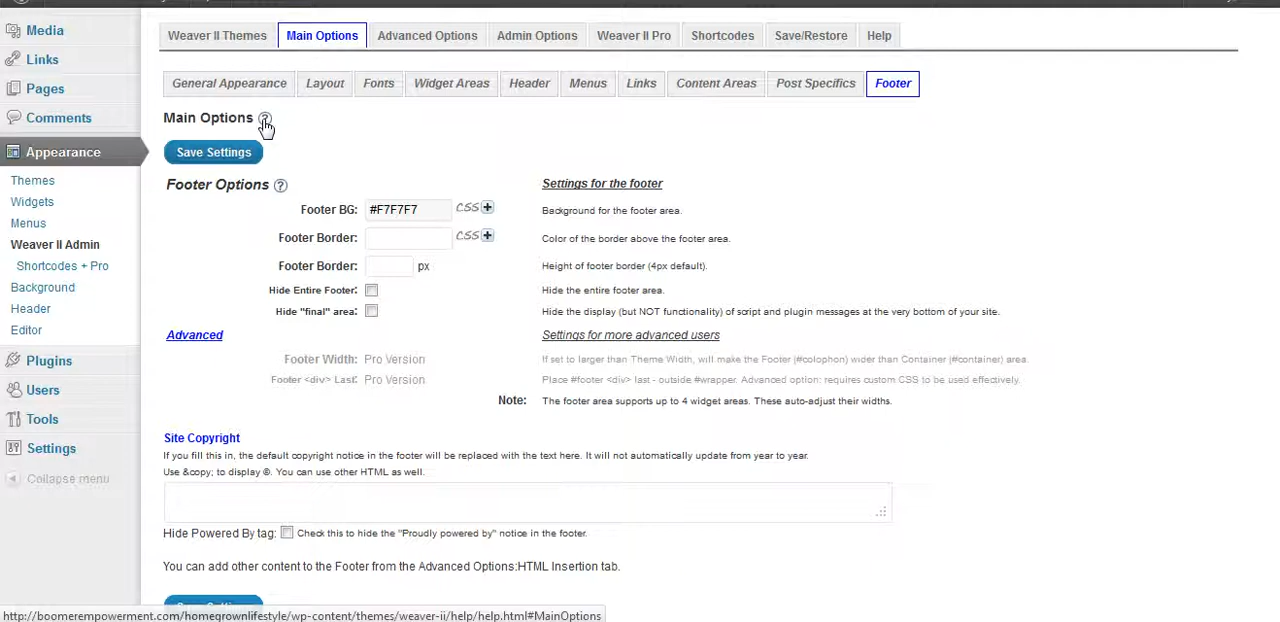 Media
Links
Pages
Comments
Appearance
Themes
Widgets
Menus
Weaver II Admin
Shortcodes + Pro
Background
Header
Editor
Plugins
Users
Tools
Settings
Collapse menu
Weaver II Themes Main Options Advanced Options Admin Options Weaver II Pro Shortcodes Save/Restore Help
General Appearance Layout Fonts Widget Areas Header Menus Links Content Areas Post Specifics Footer
Main Options ?
Save Settings
Footer Options ? Settings for the footer
Footer BG: #F7F7F7 CSS+ Background for the footer area.
Footer Border: CSS+ Color of the border above the footer area.
Footer Border: px Height of footer border (4px default).
Hide Entire Footer: Hide the entire footer area.
Hide "final" area: Hide the display (but NOT functionality) of script and plugin messages at the very bottom of your site.
Advanced Settings for more advanced users
Footer Width: Pro Version If set to larger than Theme Width, will make the Footer (#colophon) wider than Container (#container) area.
Footer <div> Last: Pro Version Place #footer <div> last - outside #wrapper. Advanced option: requires custom CSS to be used effectively.
Note: The footer area supports up to 4 widget areas. These auto-adjust their widths.
Site Copyright
If you fill this in, the default copyright notice in the footer will be replaced with the text here. It will not automatically update from year to year.
Use &copy; to display ©. You can use other HTML as well.
Hide Powered By tag: Check this to hide the "Proudly powered by" notice in the footer.
You can add other content to the Footer from the Advanced Options:HTML Insertion tab.
http://boomerempowerment.com/homegrownlifestyle/wp-content/themes/weaver-ii/help/help.html#MainOptions